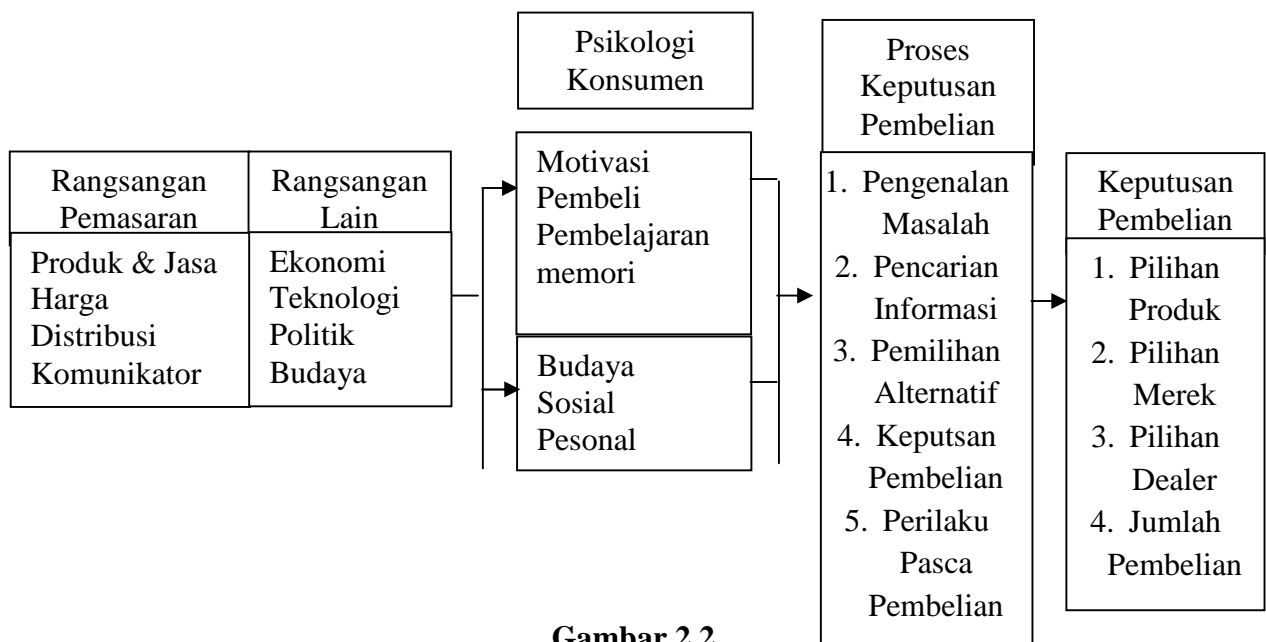 Psikologi
Konsumen
Proses
Keputusan
Pembelian
Rangsangan
Pemasaran
Produk & Jasa
Harga
Distribusi
Komunikator
Rangsangan
Lain
Ekonomi
Teknologi
Politik
Budaya
Motivasi
Pembeli
Pembelajaran
memori
Budaya
Sosial
Pesonal
1. Pengenalan
Masalah
2. Pencarian
Informasi
3. Pemilihan
Alternatif
4. Keputsan
Pembelian
5. Perilaku
Pasca
Pembelian
Keputusan
Pembelian
1. Pilihan
Produk
2. Pilihan
Merek
3. Pilihan
Dealer
4. Jumlah
Pembelian
Gambar 2.2